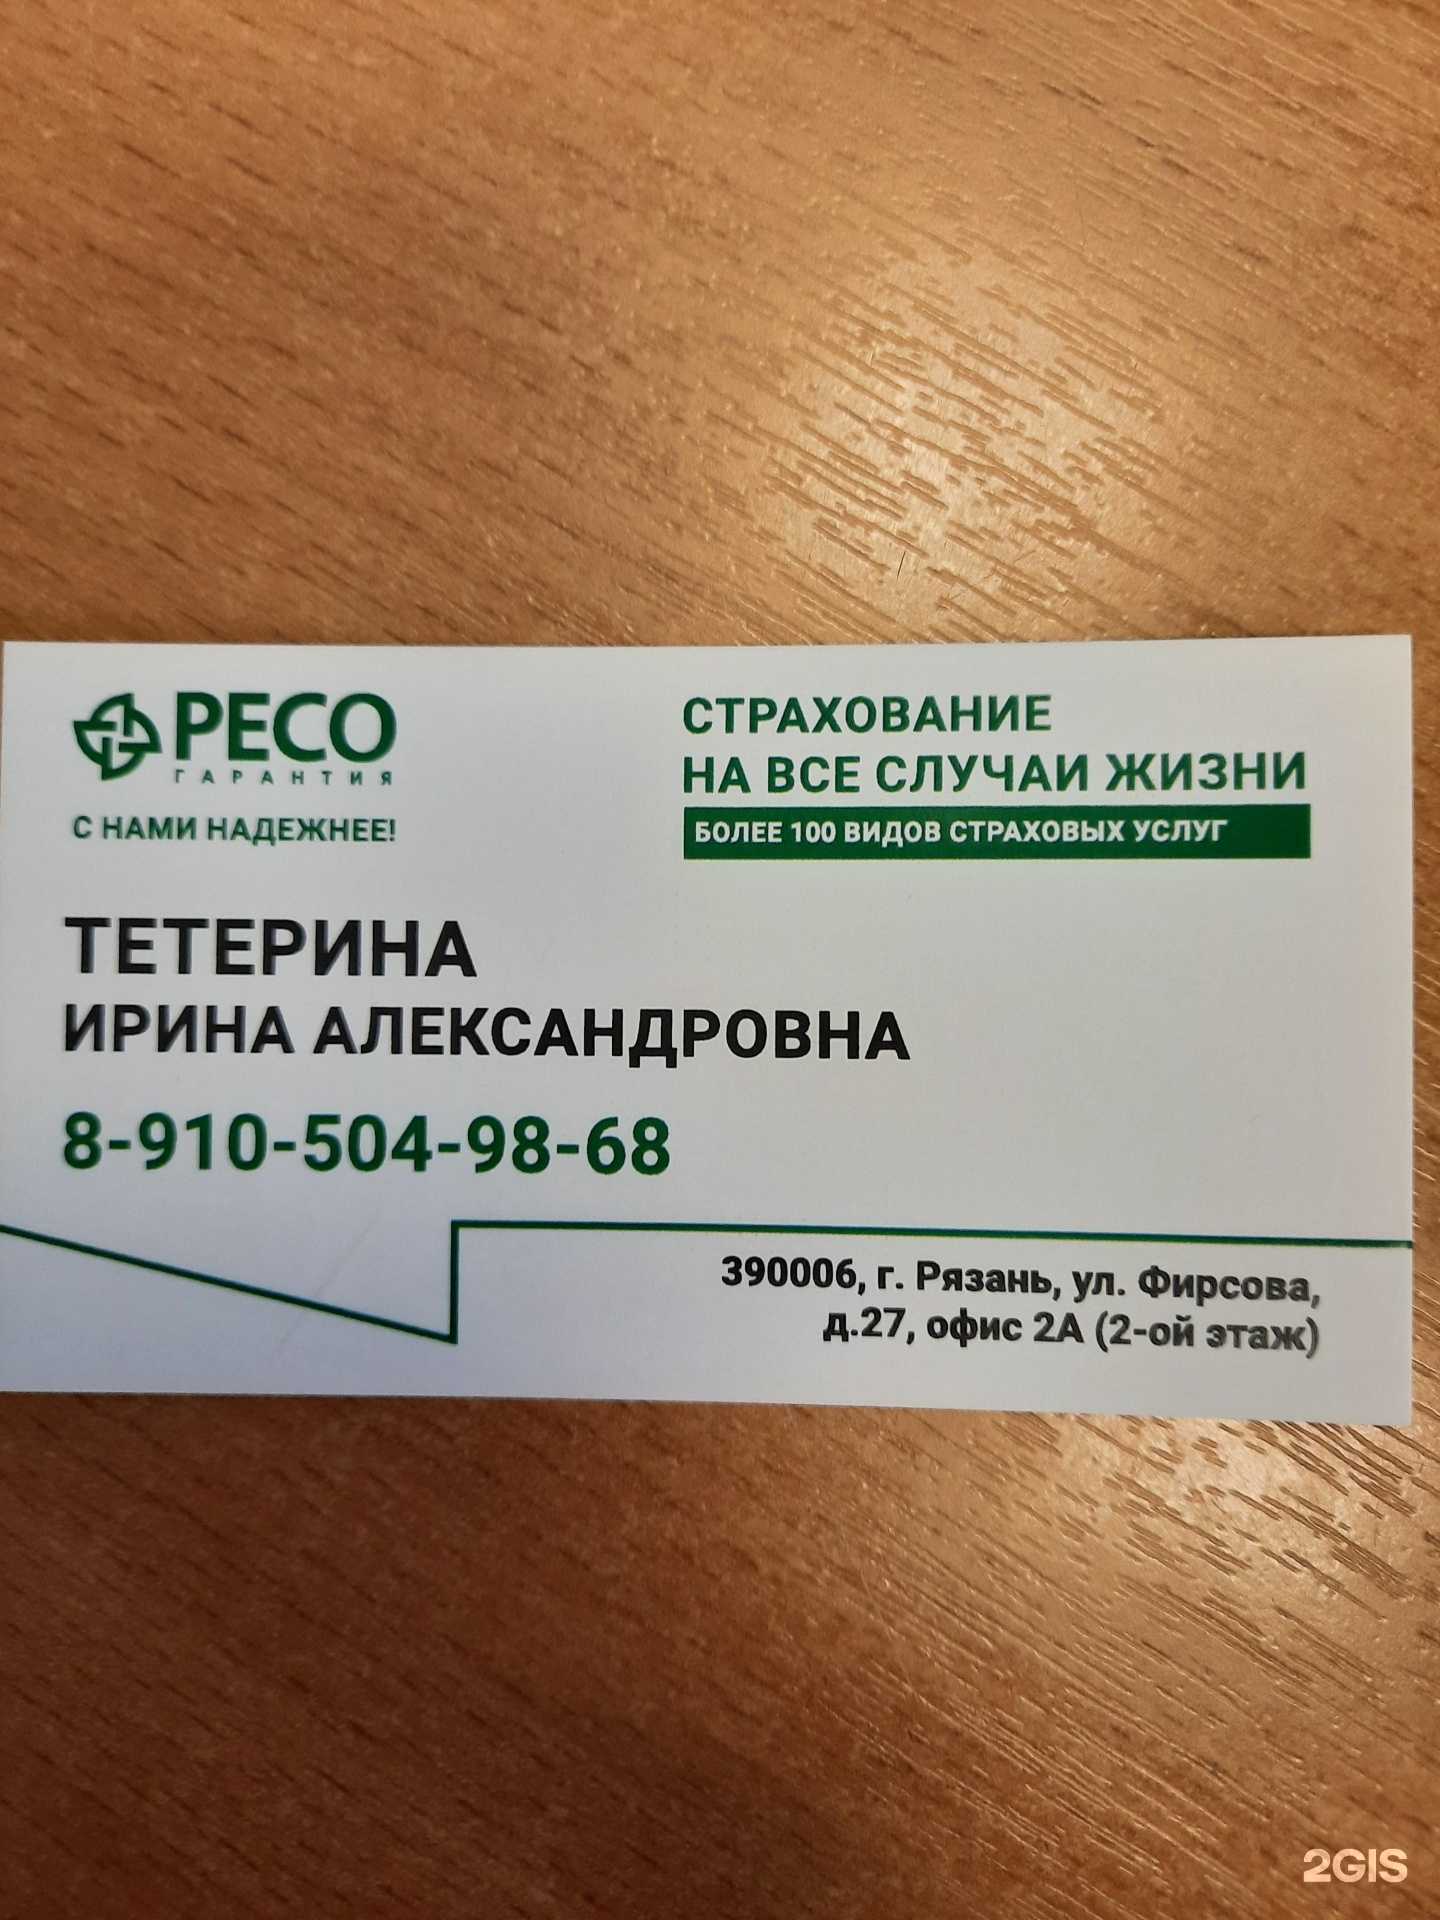 РЕСО
ГАРАНТИЯ
С НАМИ НАДЕЖНЕЕ!
СТРАХОВАНИЕ
НА ВСЕ СЛУЧАИ ЖИЗНИ
БОЛЕЕ 100 ВИДОВ СТРАХОВЫХ УСЛУГ
ТЕТЕРИНА
ИРИНА АЛЕКСАНДРОВНА
8-910-504-98-68
390006, г. Рязань, ул. Фирсова,
д.27, офис 2А (2-ой этаж)
2GIS